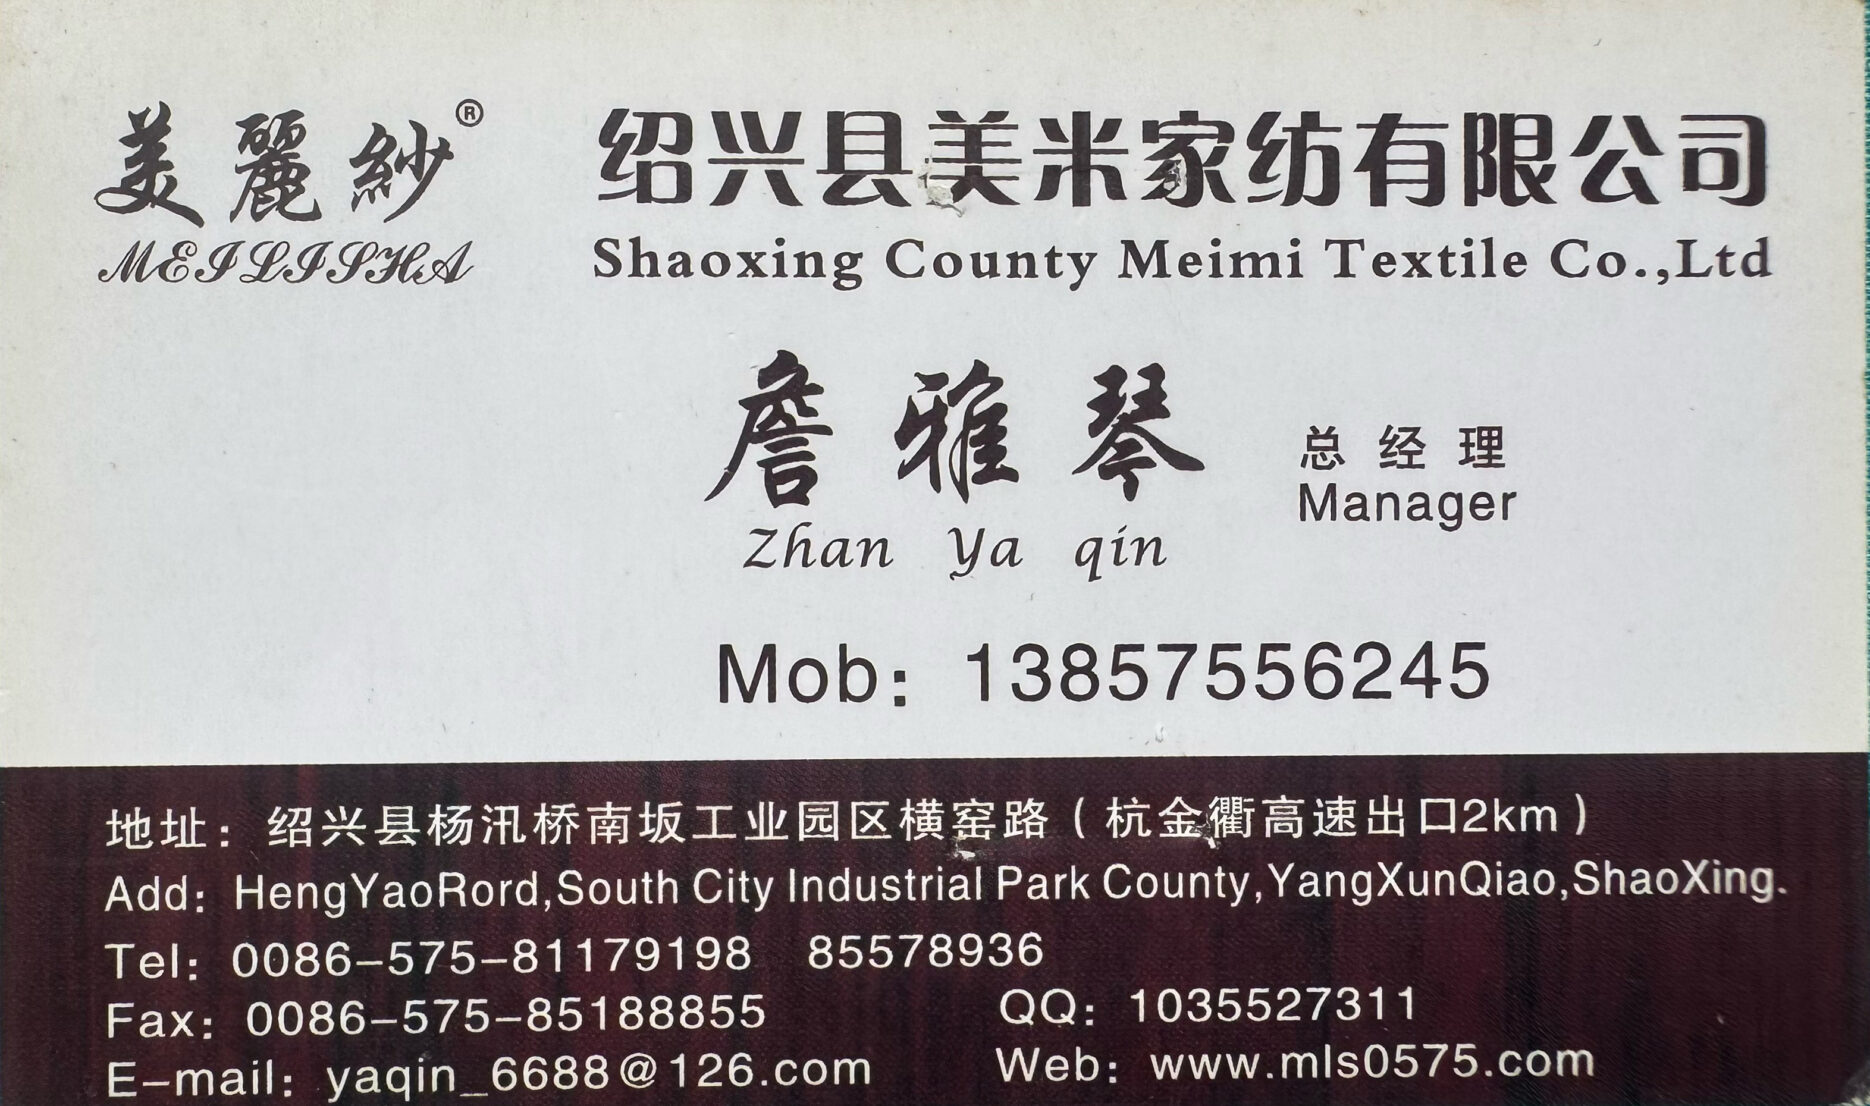 美麗紗®
MEILISHA
绍兴县美米家纺有限公司
Shaoxing County Meimi Textile Co.,Ltd
詹雅琴 总经理
Zhan Ya qin Manager
Mob: 13857556245
地址:绍兴县杨汛桥南坂工业园区横窑路(杭金衢高速出口2km)
Add: HengYaoRord,South City Industrial Park County,YangXunQiao,ShaoXing.
Tel: 0086-575-81179198 85578936
Fax: 0086-575-85188855 QQ: 1035527311
E-mail: yaqin_6688@126.com Web: www.mls0575.com